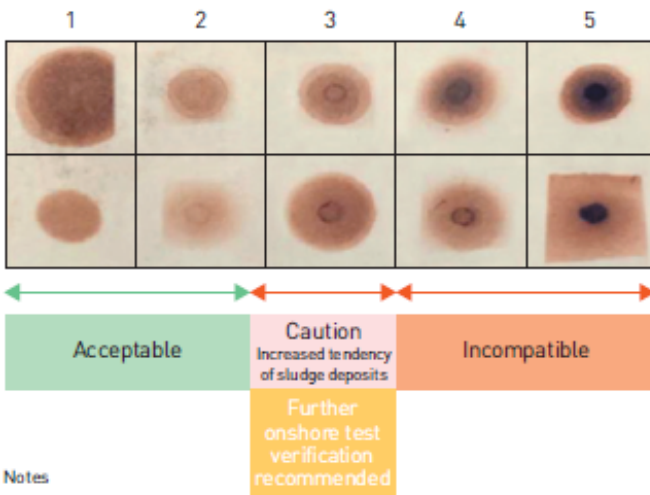 1 2 3 4 5
Acceptable
Caution
Increased tendency
of sludge deposits
Incompatible
Further
onshore test
verification
recommended
Notes